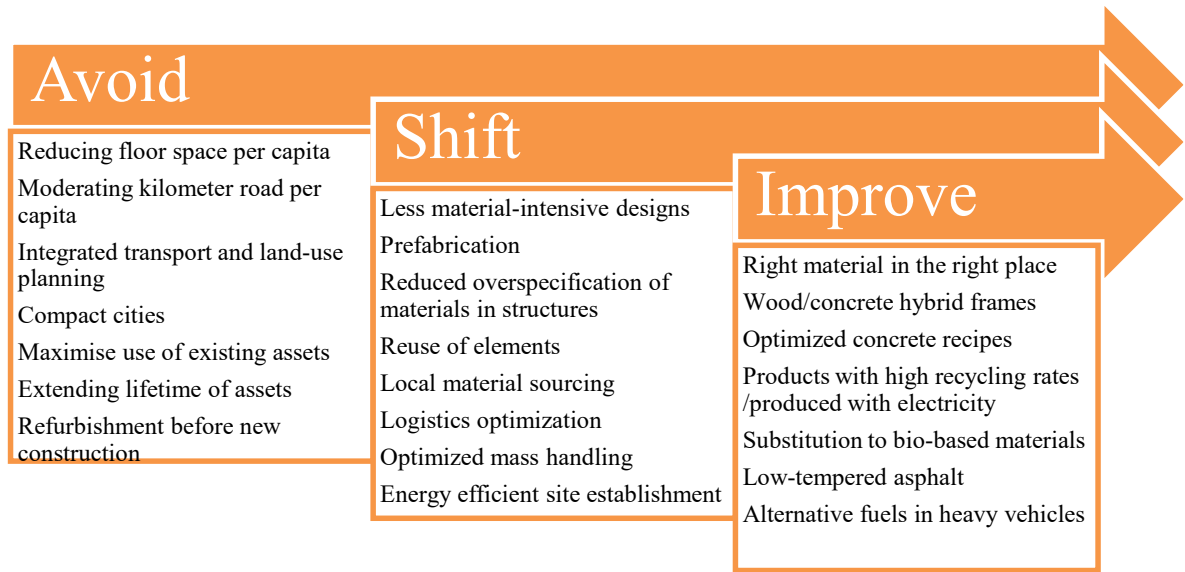 Avoid
Reducing floor space per capita
Moderating kilometer road per
capita
Integrated transport and land-use
planning
Compact cities
Maximise use of existing assets
Extending lifetime of assets
Refurbishment before new
construction
Shift
Less material-intensive designs
Prefabrication
Reduced overspecification of
materials in structures
Reuse of elements
Local material sourcing
Logistics optimization
Optimized mass handling
Energy efficient site establishment
Improve
Right material in the right place
Wood/concrete hybrid frames
Optimized concrete recipes
Products with high recycling rates
/produced with electricity
Substitution to bio-based materials
Low-tempered asphalt
Alternative fuels in heavy vehicles